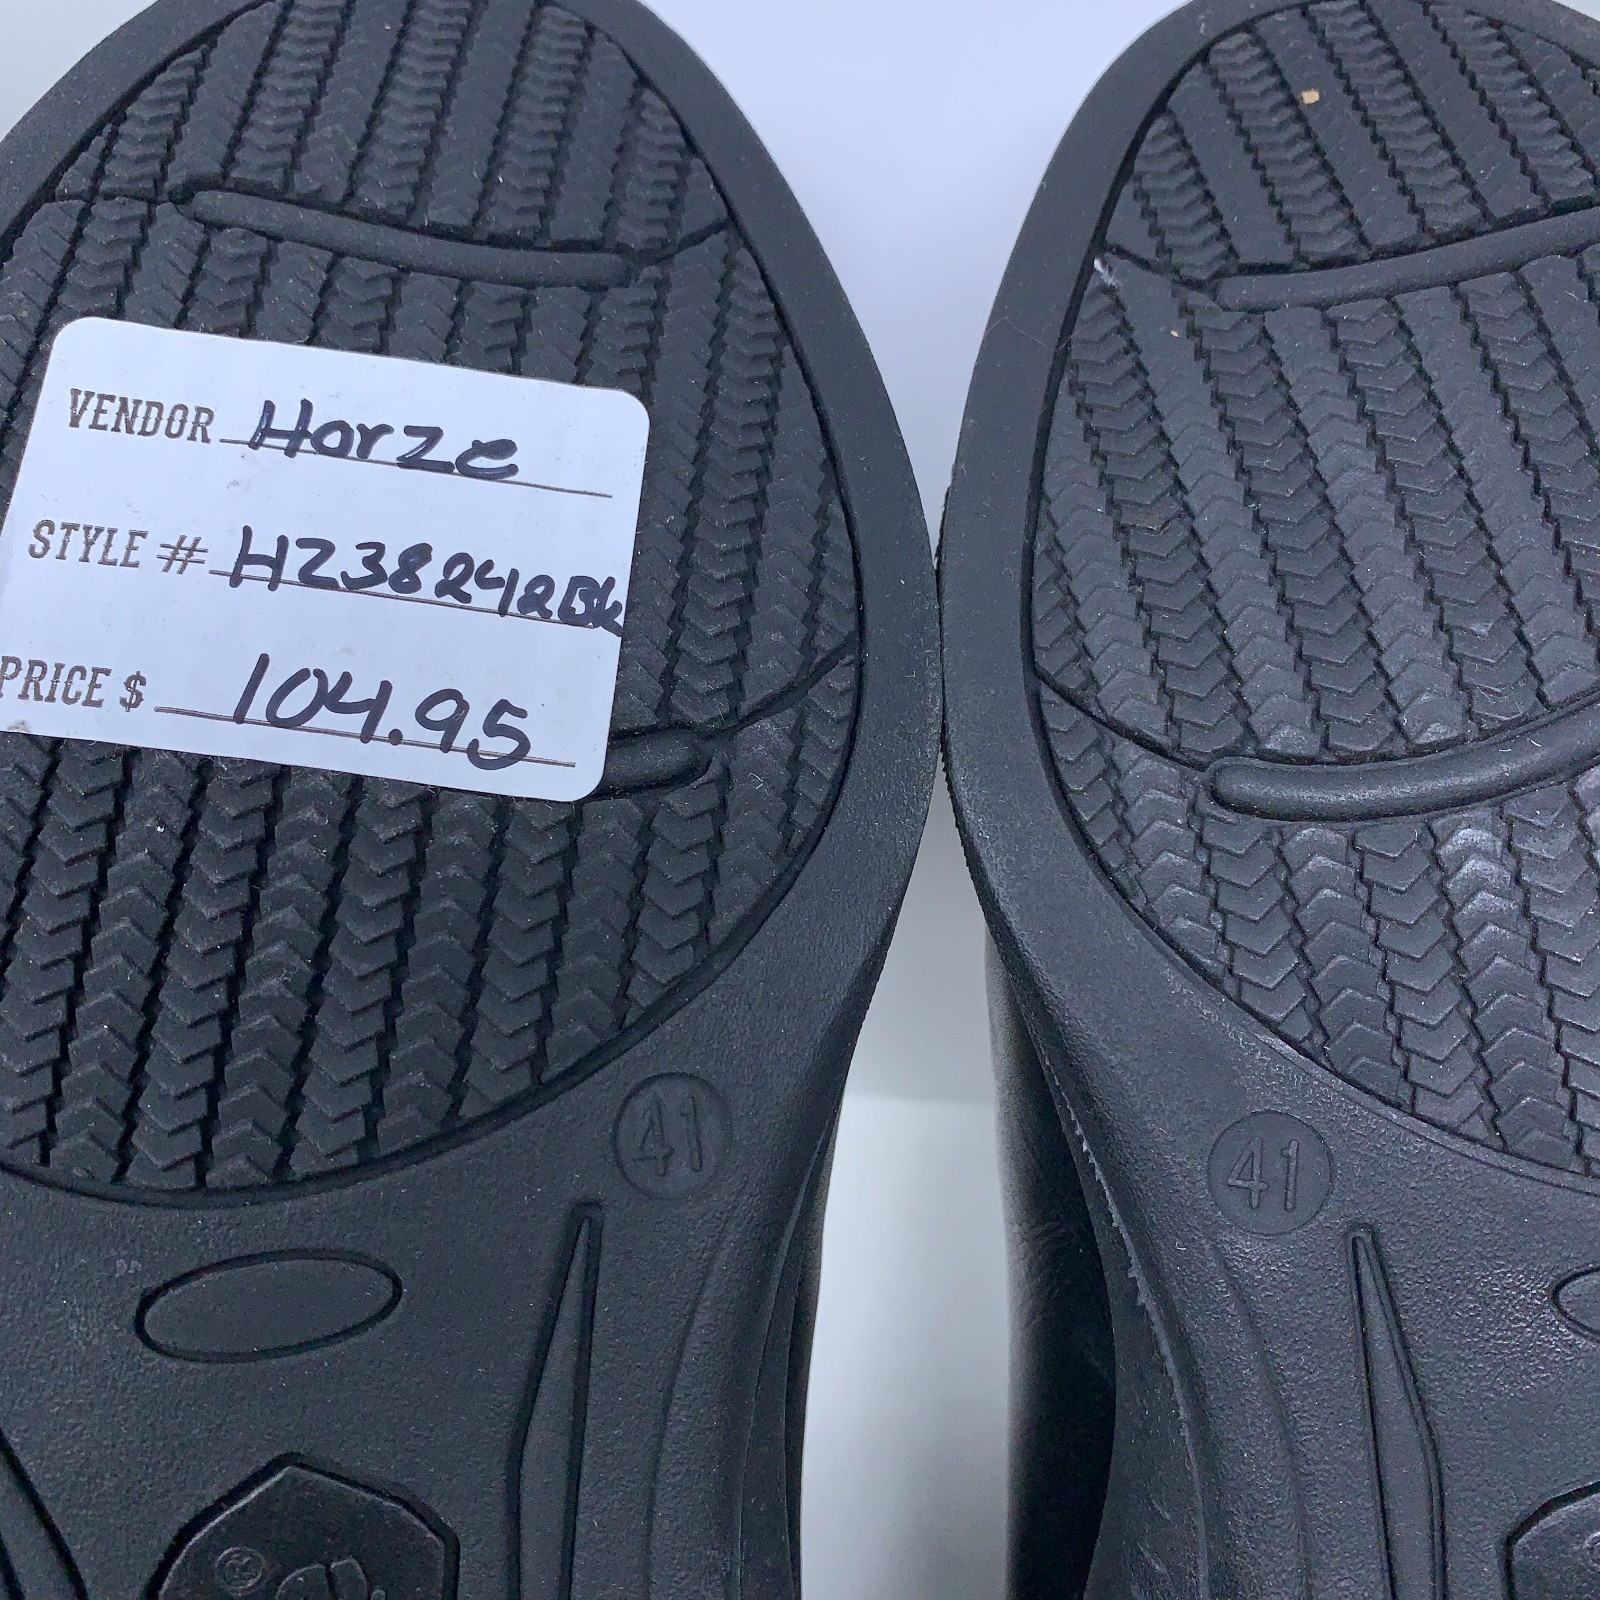 VENDOR Horze
STYLE # HZ38242BK
PRICE $ 104.95
41
41
®